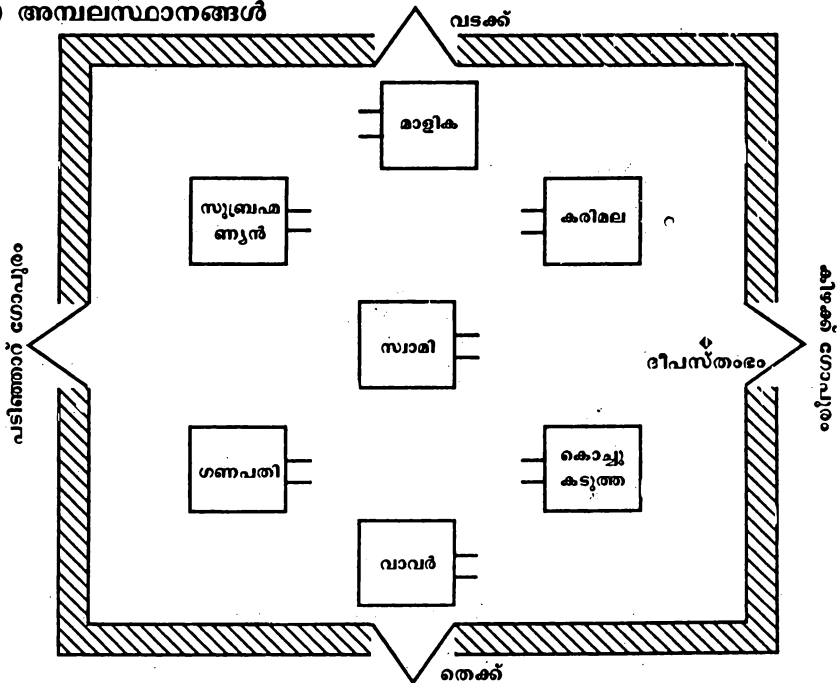 ) അമ്പലസ്ഥാനങ്ങൾ
വടക്ക്
മാളിക
സുബ്രഹ്മ
ണ്യൻ
കരിമല
പടിഞ്ഞാറ് ഗോപുരം
കിഴക്ക് ഗോപുരം
സ്വാമി
ദീപസ്തംഭം
ഗണപതി
കൊച്ചു
കടുത്ത
വാവർ
തെക്ക്